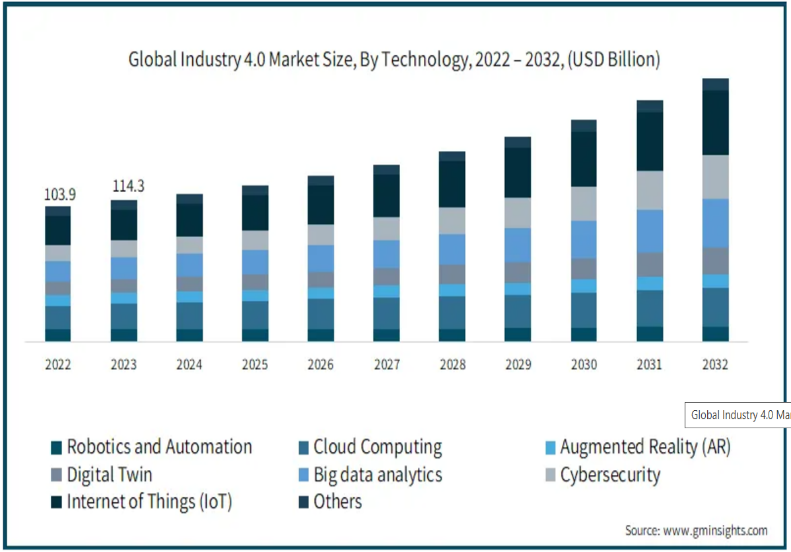 Global Industry 4.0 Market Size, By Technology, 2022 – 2032, (USD Billion)
103.9
114.3
2022 2023 2024 2025 2026 2027 2028 2029 2030 2031 2032
Global Industry 4.0 Ma
Robotics and Automation Cloud Computing Augmented Reality (AR)
Digital Twin Big data analytics Cybersecurity
Internet of Things (IoT) Others
Source: www.gminsights.com